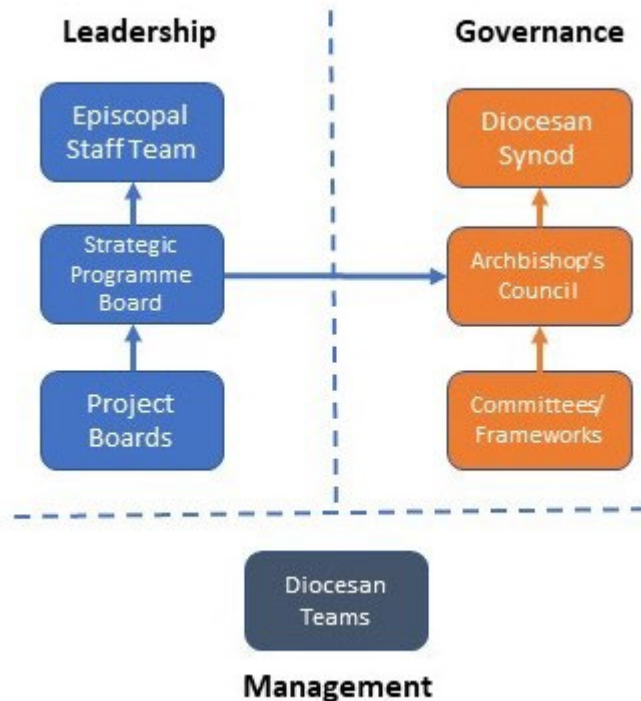 Leadership
Governance
Episcopal
Staff Team
Diocesan
Synod
Strategic
Programme
Board
Archbishop's
Council
Project
Boards
Committees/
Frameworks
Diocesan
Teams
Management